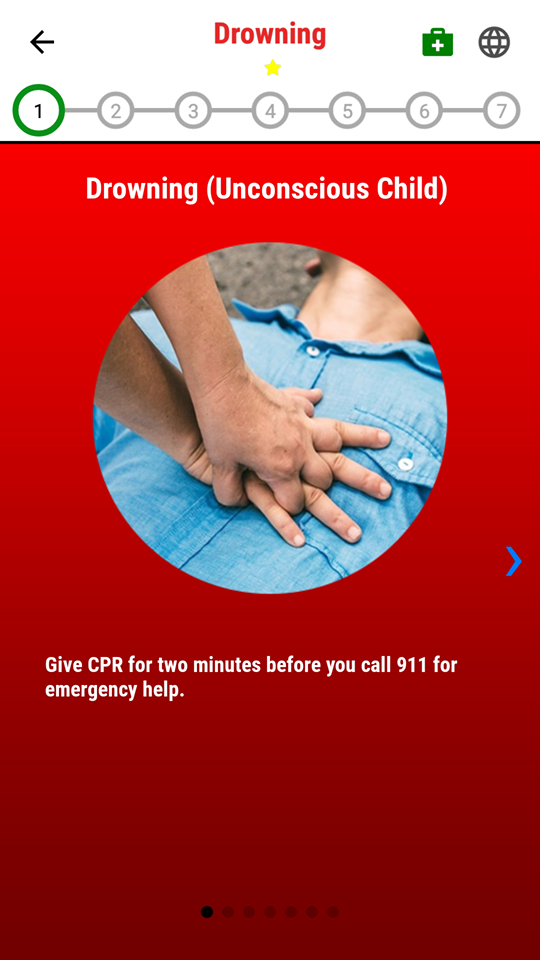 Drowning
1 2 3 4 5 6 7
Drowning (Unconscious Child)
Give CPR for two minutes before you call 911 for
emergency help.